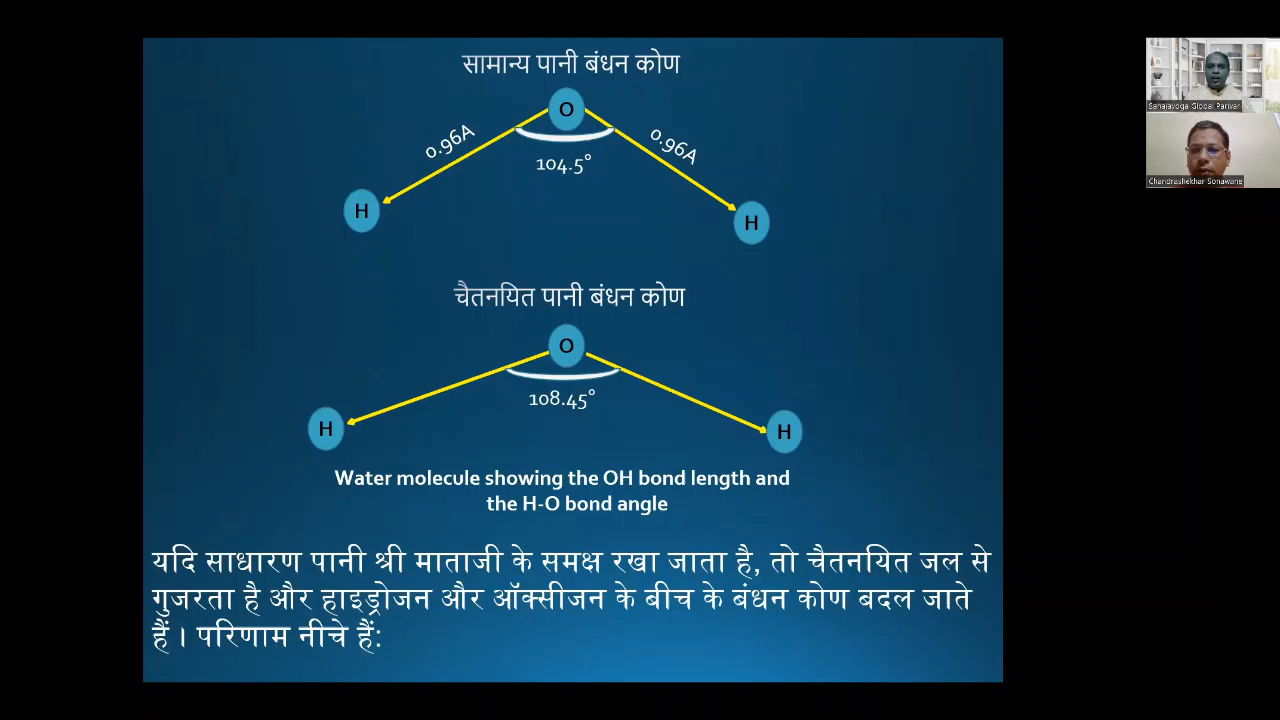 सामान्य पानी बंधन कोण
O
0.96A
0.96A
104.5°
H
H
चैतनयित पानी बंधन कोण
O
108.45°
H
H
Water molecule showing the OH bond length and
the H-O bond angle
यदि साधारण पानी श्री माताजी के समक्ष रखा जाता है, तो चैतनयित जल से
गुजरता है और हाइड्रोजन और ऑक्सीजन के बीच के बंधन कोण बदल जाते
हैं । परिणाम नीचे हैं:
Sahajayoga Global Parivar
Chandrashekhar Sonawane